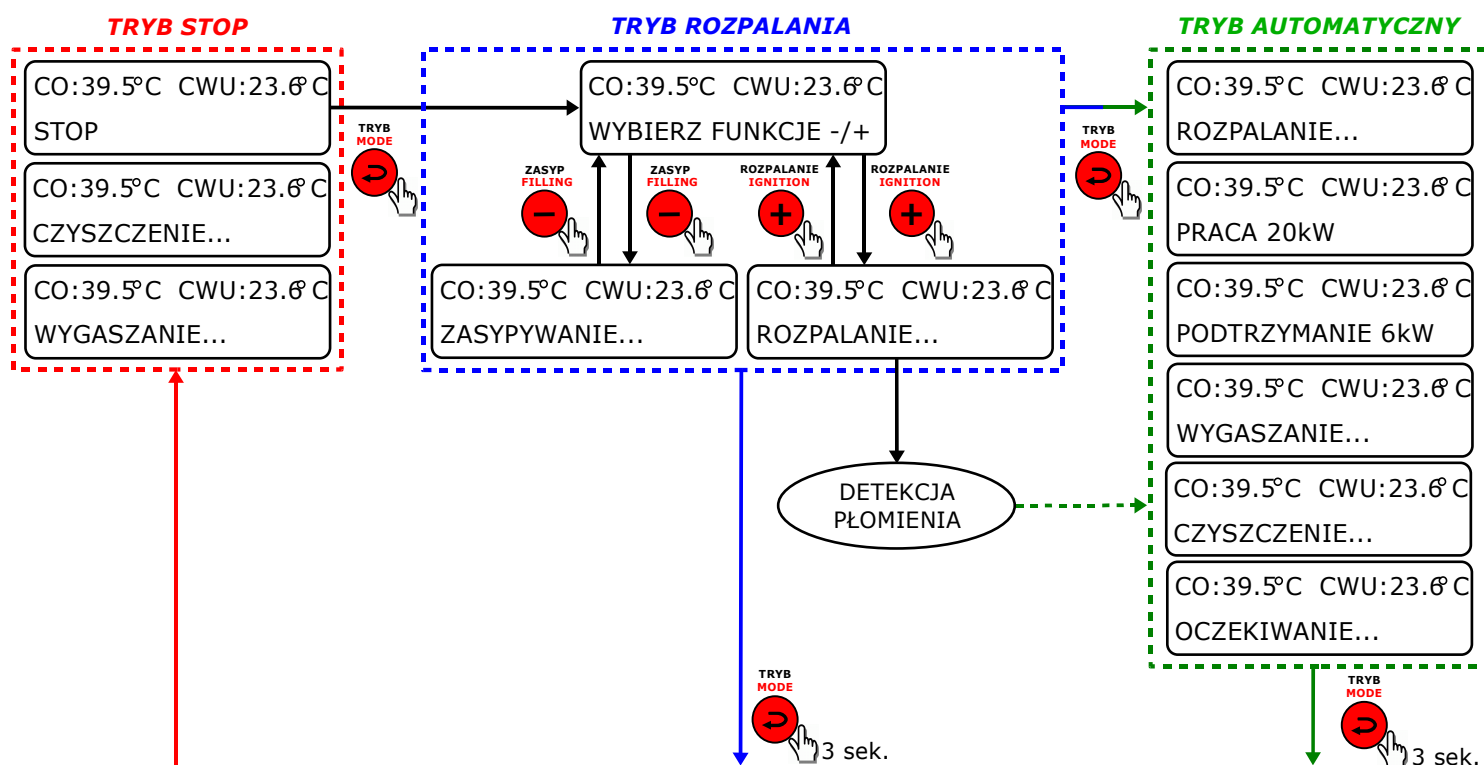 TRYB STOP
CO:39.5°C CWU:23.6°C
STOP
CO:39.5°C CWU:23.6°C
CZYSZCZENIE...
CO:39.5°C CWU:23.6°C
WYGASZANIE...
TRYB
MODE
TRYB ROZPALANIA
CO:39.5°C CWU:23.6°C
WYBIERZ FUNKCJE -/+
ZASYP
FILLING
ZASYP
FILLING
ROZPALANIE
IGNITION
ROZPALANIE
IGNITION
CO:39.5°C CWU:23.6°C
ZASYPYWANIE...
CO:39.5°C CWU:23.6°C
ROZPALANIE...
DETEKCJA
PŁOMIENIA
TRYB
MODE
3 sek.
TRYB
MODE
TRYB AUTOMATYCZNY
CO:39.5°C CWU:23.6°C
ROZPALANIE...
CO:39.5°C CWU:23.6°C
PRACA 20kW
CO:39.5°C CWU:23.6°C
PODTRZYMANIE 6kW
CO:39.5°C CWU:23.6°C
WYGASZANIE...
CO:39.5°C CWU:23.6°C
CZYSZCZENIE...
CO:39.5°C CWU:23.6°C
OCZEKIWANIE...
TRYB
MODE
3 sek.